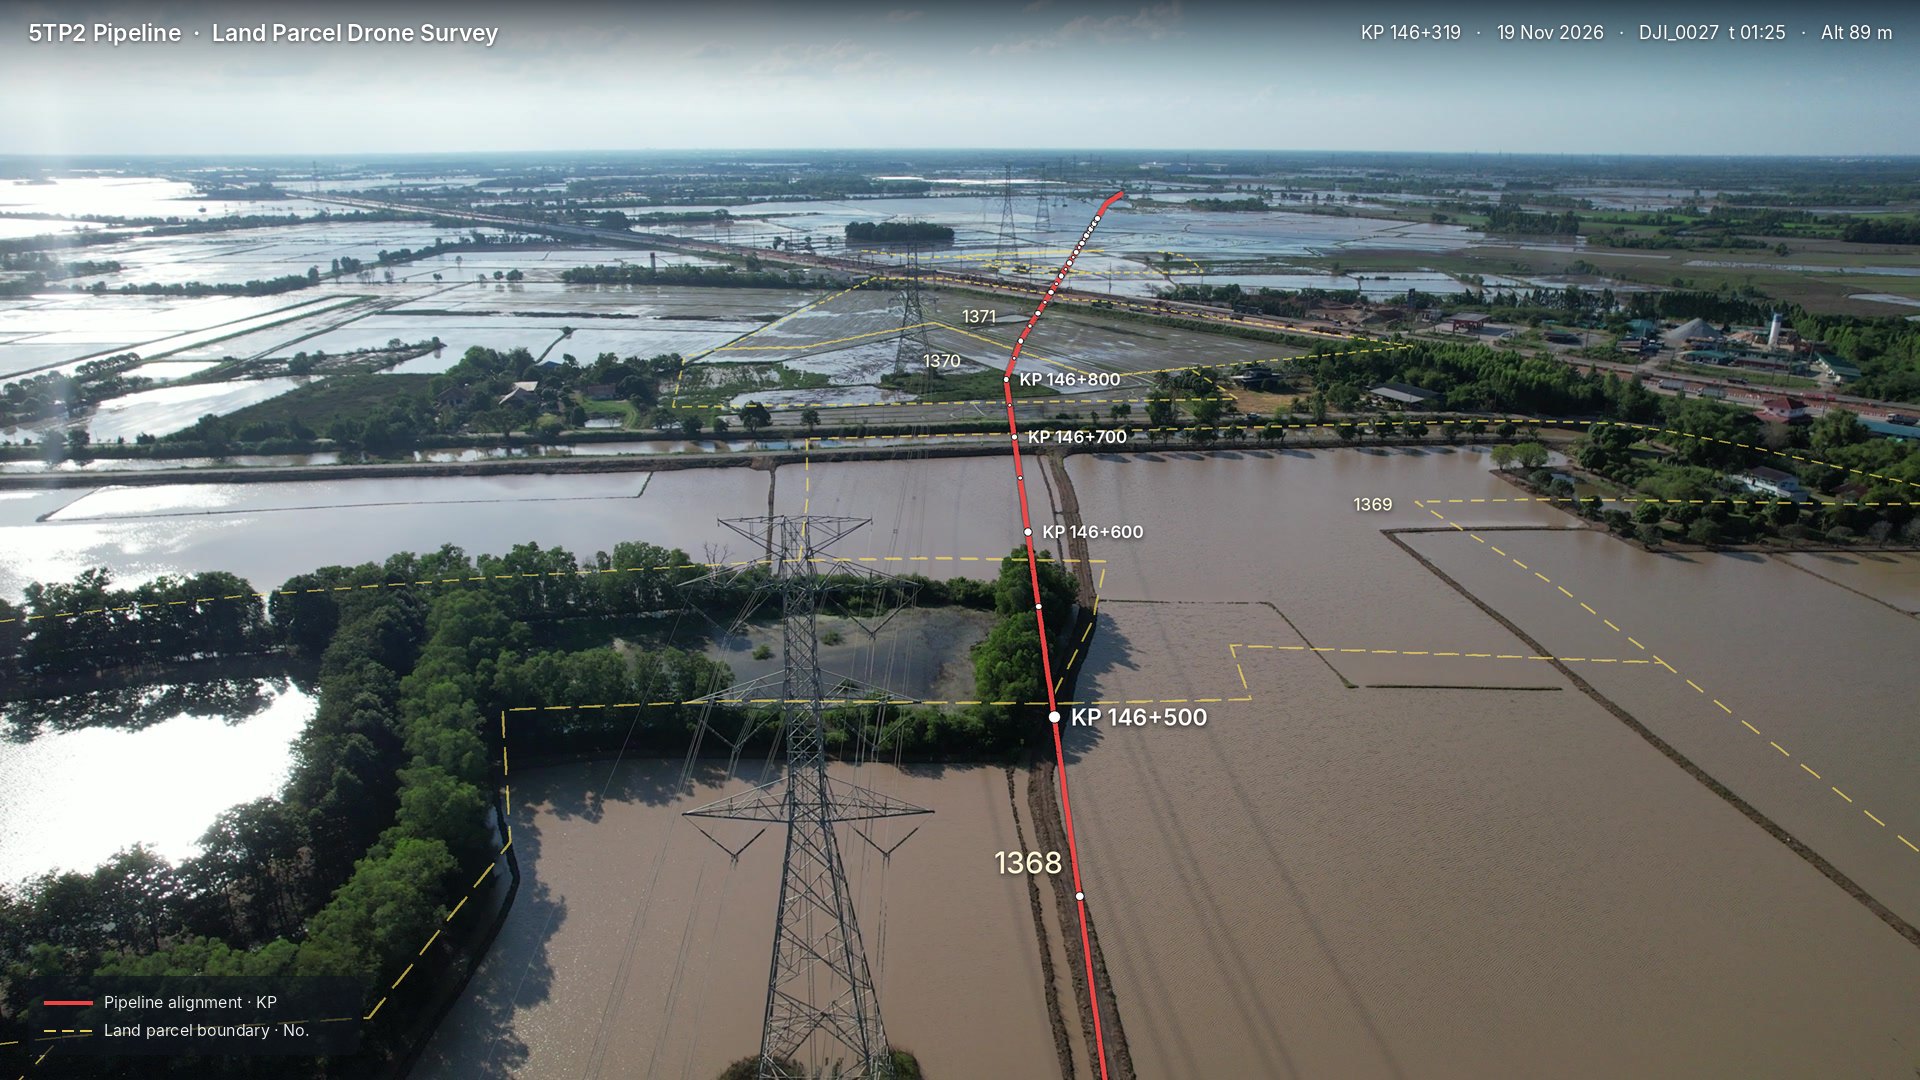 5TP2 Pipeline · Land Parcel Drone Survey
KP 146+319 · 19 Nov 2026 · DJI_0027 t 01:25 · Alt 89 m
1371
1370
KP 146+800
KP 146+700
1369
KP 146+600
KP 146+500
1368
Pipeline alignment · KP
Land parcel boundary · No.